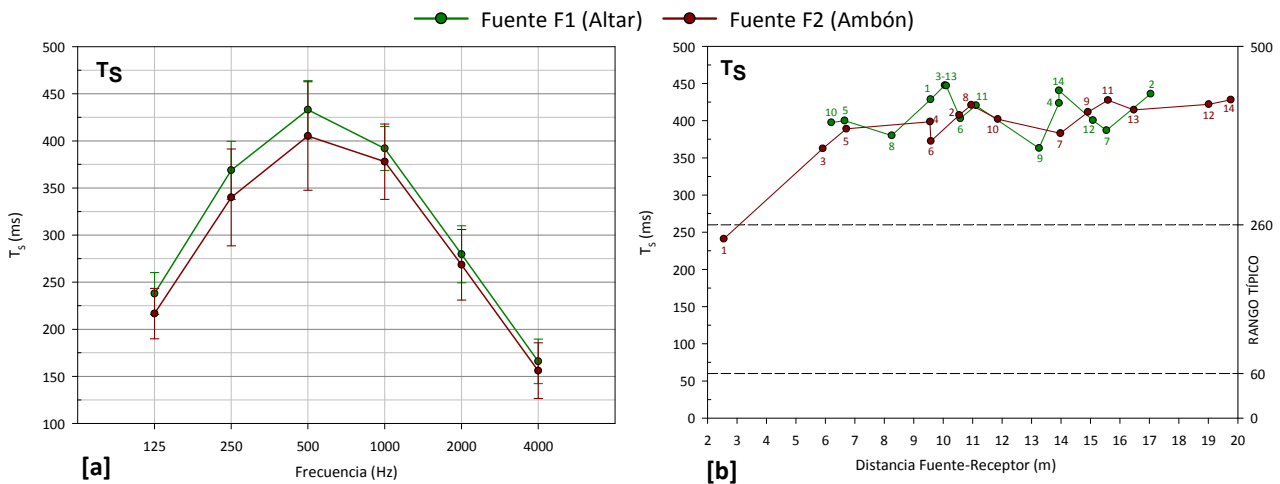 Fuente F1 (Altar) Fuente F2 (Ambón)
500
450
400
350
300
250
200
150
100
T_S (ms)
T_S
125 250 500 1000 2000 4000
[a]
Frecuencia (Hz)
500
450
400
350
300
250
200
150
100
50
0
T_S (ms)
T_S
10 5 8 1 3-13 6 11 9 4 14 12 7 2
1 3 5 4 6 2 8 10 7 9 11 13 12 14
500
260
60
RANGO TÍPICO
2 3 4 5 6 7 8 9 10 11 12 13 14 15 16 17 18 19 20
[b]
Distancia Fuente-Receptor (m)